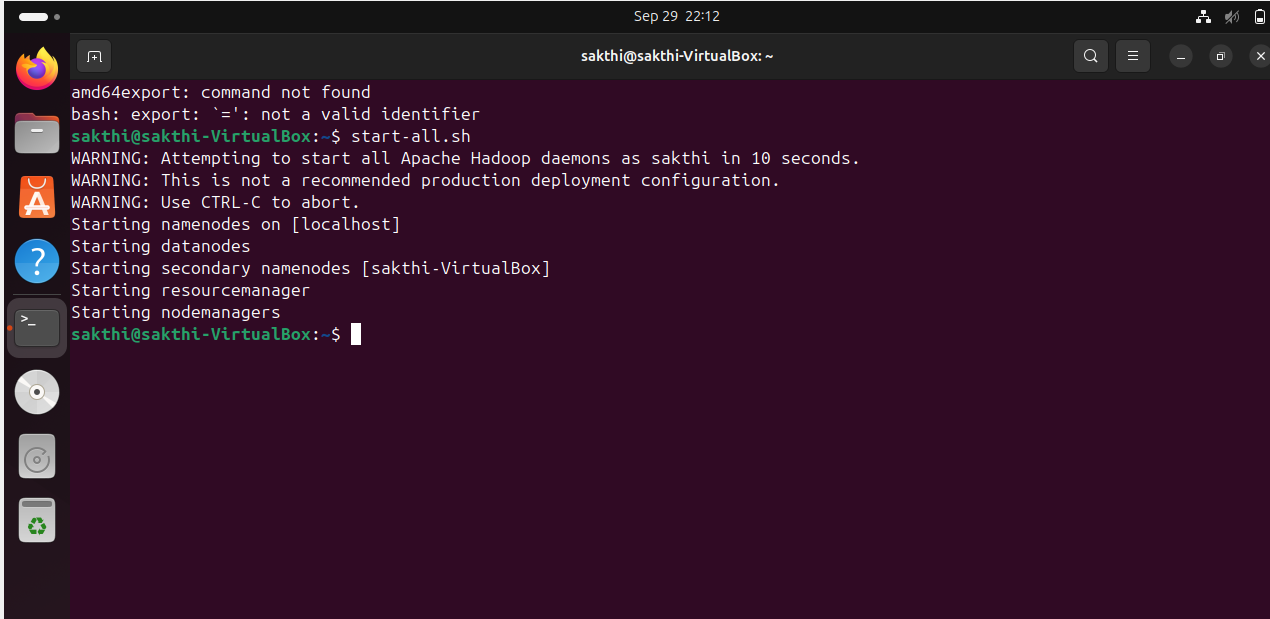 Sep 29 22:12
sakthi@sakthi-VirtualBox: ~
amd64export: command not found
bash: export: `=': not a valid identifier
sakthi@sakthi-VirtualBox:~$ start-all.sh
WARNING: Attempting to start all Apache Hadoop daemons as sakthi in 10 seconds.
WARNING: This is not a recommended production deployment configuration.
WARNING: Use CTRL-C to abort.
Starting namenodes on [localhost]
Starting datanodes
Starting secondary namenodes [sakthi-VirtualBox]
Starting resourcemanager
Starting nodemanagers
sakthi@sakthi-VirtualBox:~$